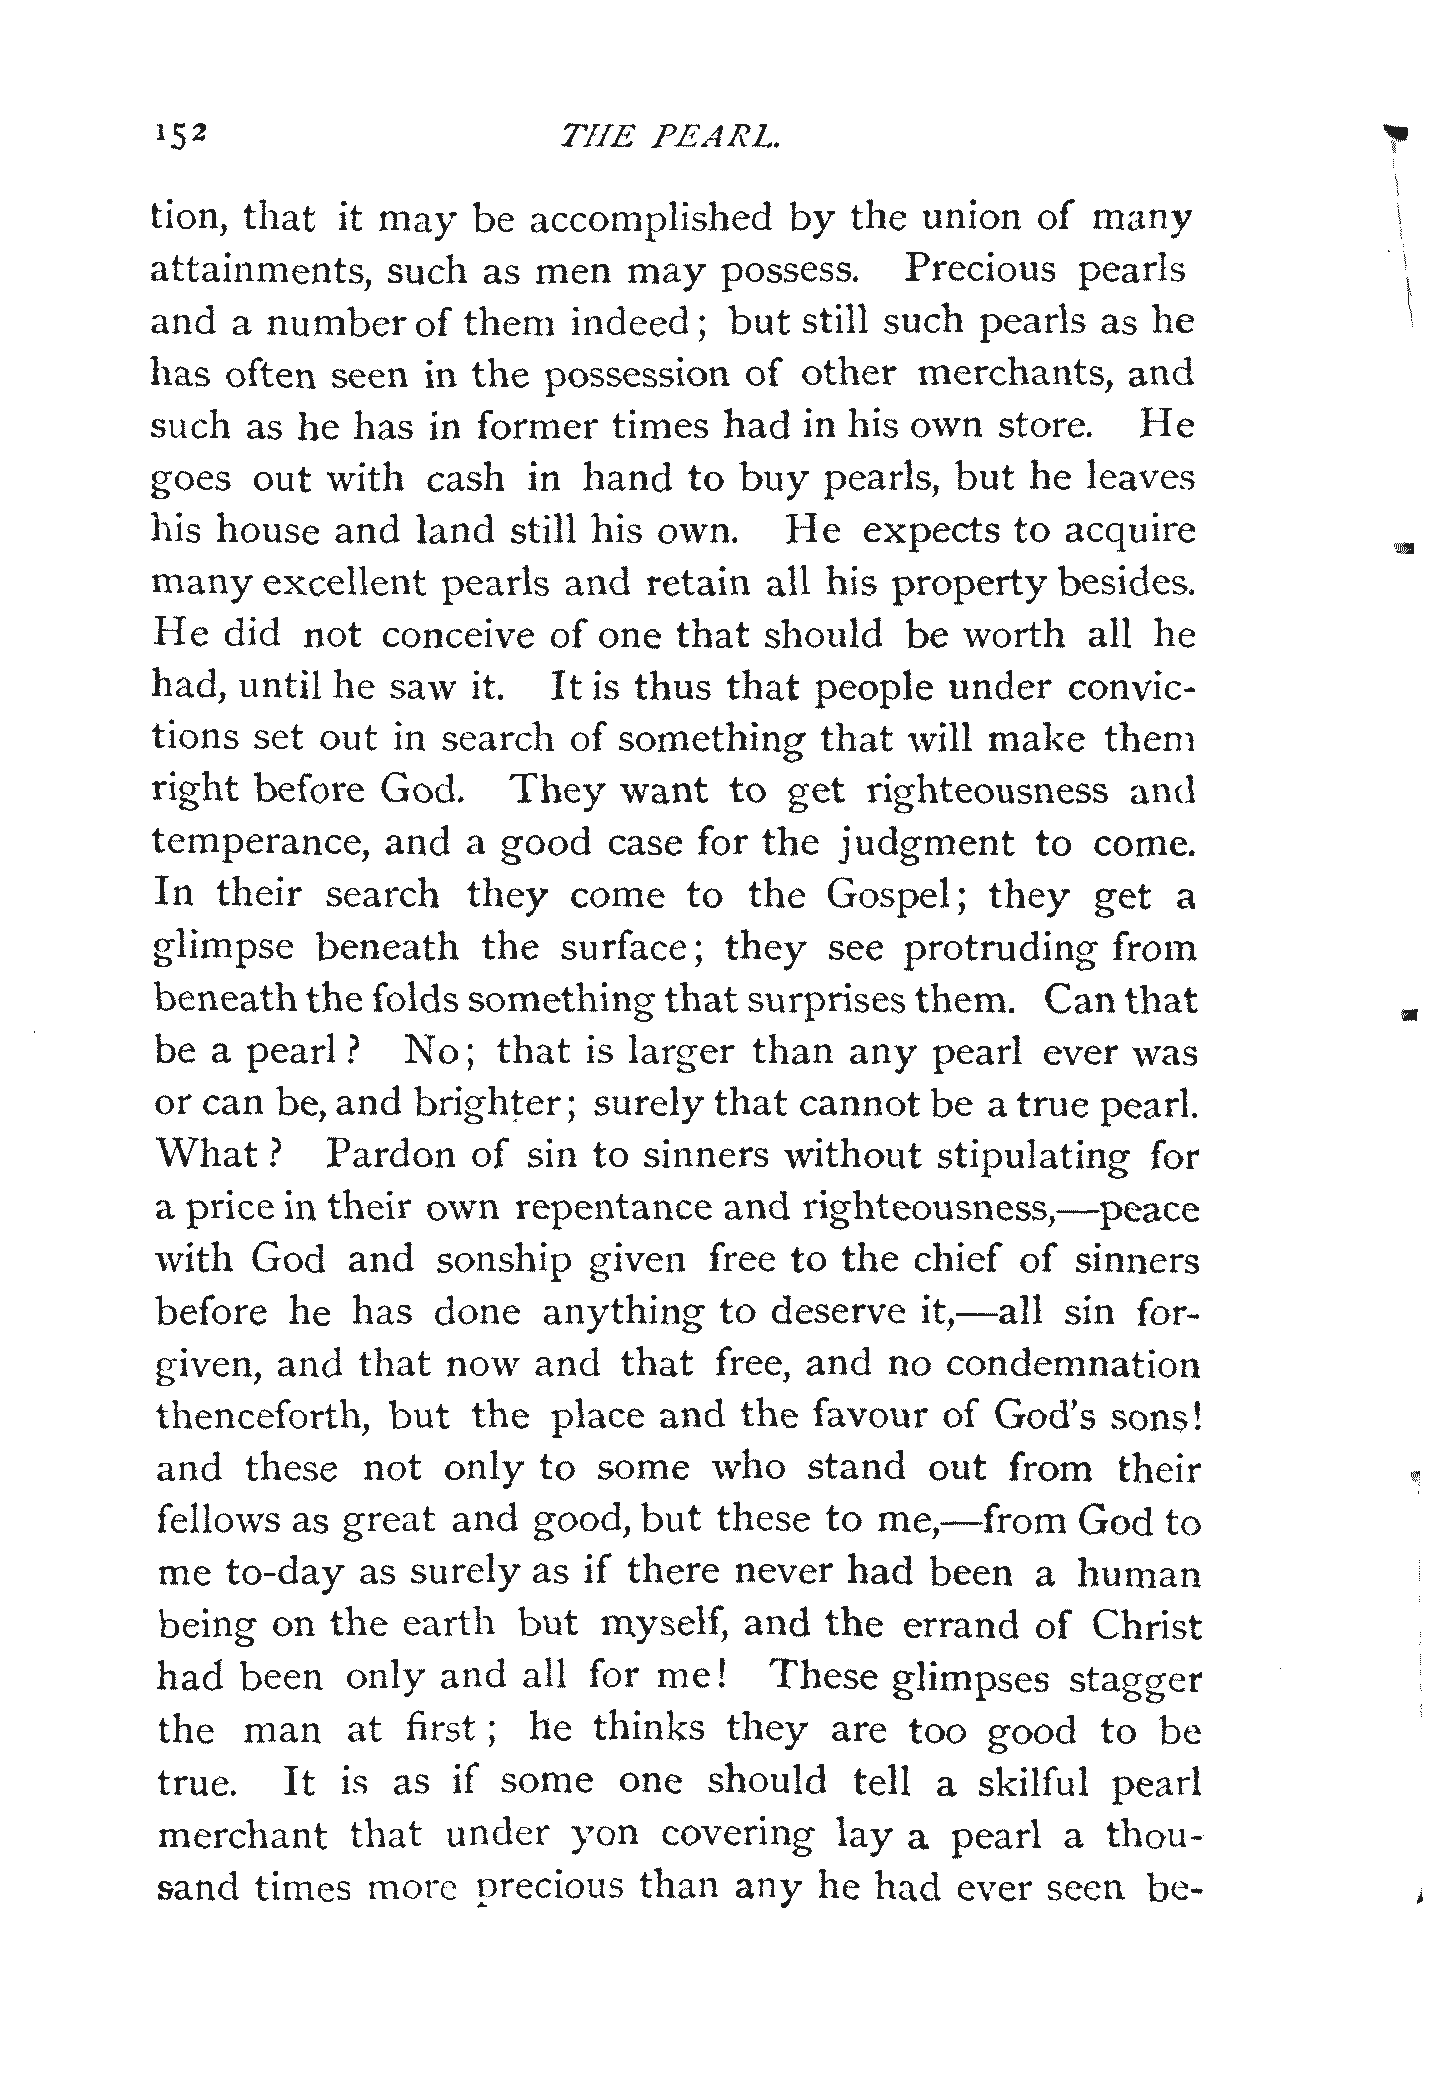 152 THE PEARL.
tion, that it may be accomplished by the union of many
attainments, such as men may possess. Precious pearls
and a number of them indeed; but still such pearls as he
has often seen in the possession of other merchants, and
such as he has in former times had in his own store. He
goes out with cash in hand to buy pearls, but he leaves
his house and land still his own. He expects to acquire
many excellent pearls and retain all his property besides.
He did not conceive of one that should be worth all he
had, until he saw it. It is thus that people under convic-
tions set out in search of something that will make them
right before God. They want to get righteousness and
temperance, and a good case for the judgment to come.
In their search they come to the Gospel; they get a
glimpse beneath the surface; they see protruding from
beneath the folds something that surprises them. Can that
be a pearl? No; that is larger than any pearl ever was
or can be, and brighter; surely that cannot be a true pearl.
What? Pardon of sin to sinners without stipulating for
a price in their own repentance and righteousness,—peace
with God and sonship given free to the chief of sinners
before he has done anything to deserve it,—all sin for-
given, and that now and that free, and no condemnation
thenceforth, but the place and the favour of God's sons!
and these not only to some who stand out from their
fellows as great and good, but these to me,—from God to
me to-day as surely as if there never had been a human
being on the earth but myself, and the errand of Christ
had been only and all for me! These glimpses stagger
the man at first; he thinks they are too good to be
true. It is as if some one should tell a skilful pearl
merchant that under yon covering lay a pearl a thou-
sand times more precious than any he had ever seen be-